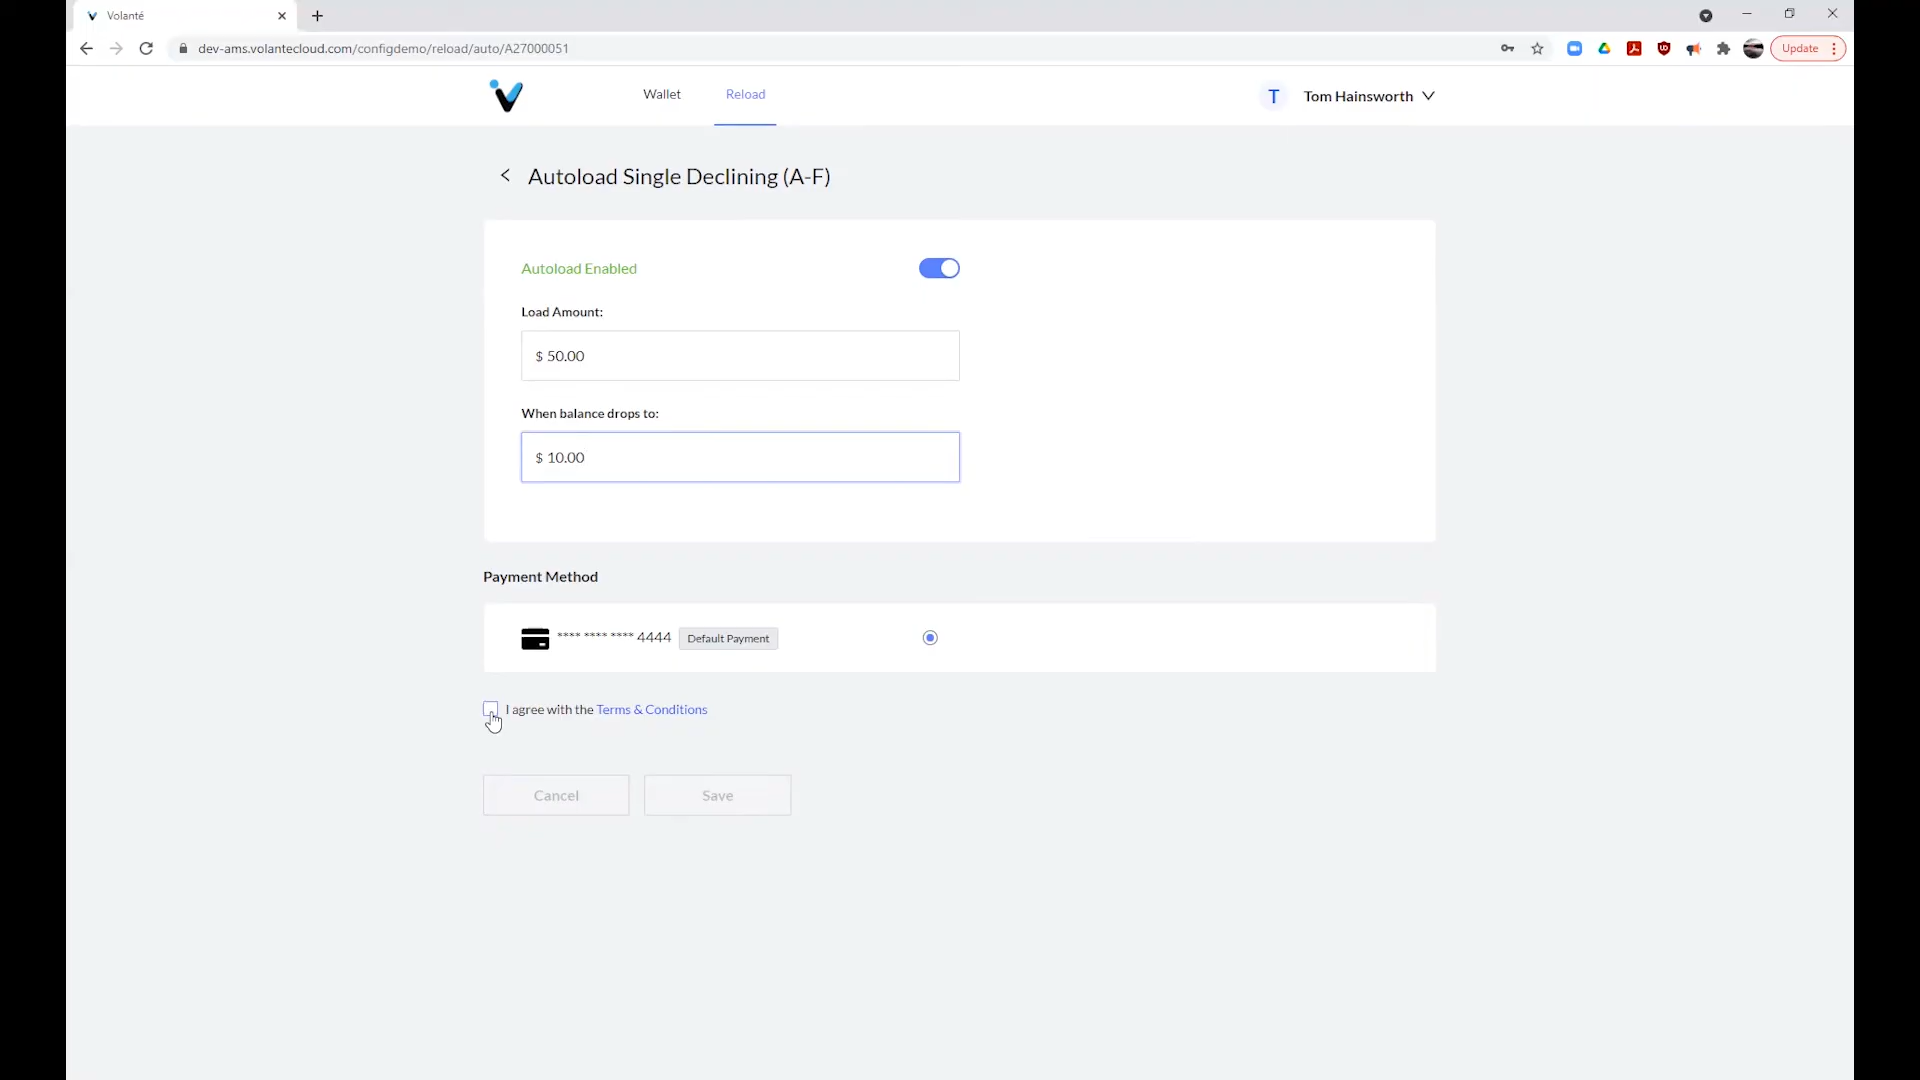 Volanté
dev-ams.volantecloud.com/configdemo/reload/auto/A27000051
Update
Wallet
Reload
T
Tom Hainsworth
Autoload Single Declining (A-F)
Autoload Enabled
Load Amount:
$ 50.00
When balance drops to:
$ 10.00
Payment Method
**** **** **** 4444
Default Payment
I agree with the Terms & Conditions
Cancel
Save